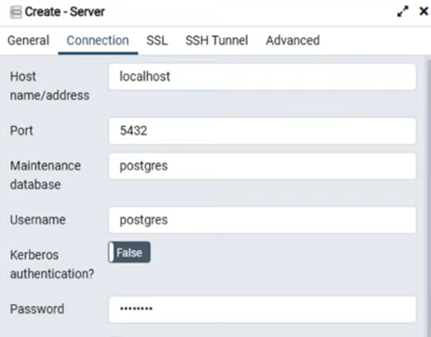 Create - Server
General Connection SSL SSH Tunnel Advanced
Host name/address localhost
Port 5432
Maintenance database postgres
Username postgres
Kerberos authentication? False
Password ••••••••